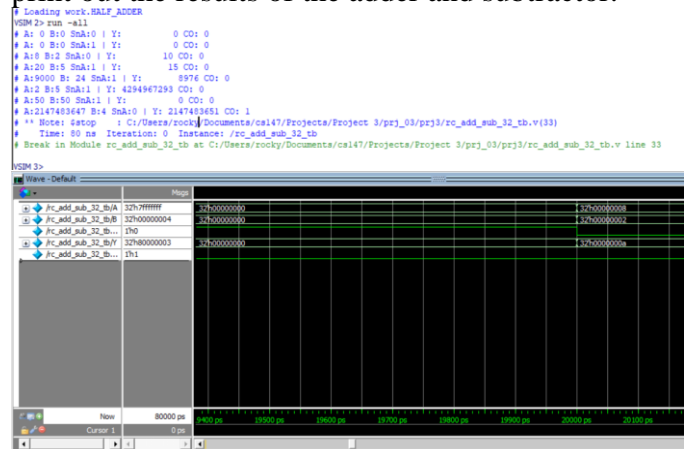 print out the results of the adder and subtractor.
# Loading work.HALF_ADDER
VSIM 2> run -all
# A: 0 B:0 SnA:0 | Y: 0 CO: 0
# A: 0 B:0 SnA:1 | Y: 0 CO: 0
# A:8 B:2 SnA:0 | Y: 10 CO: 0
# A:20 B:5 SnA:1 | Y: 15 CO: 0
# A:9000 B: 24 SnA:1 | Y: 8976 CO: 0
# A:2 B:5 SnA:1 | Y: 4294967293 CO: 0
# A:50 B:50 SnA:1 | Y: 0 CO: 0
# A:2147483647 B:4 SnA:0 | Y: 2147483651 CO: 1
# ** Note: $stop : C:/Users/rocky/Documents/cs147/Projects/Project 3/prj_03/prj3/rc_add_sub_32_tb.v(33)
# Time: 80 ns Iteration: 0 Instance: /rc_add_sub_32_tb
# Break in Module rc_add_sub_32_tb at C:/Users/rocky/Documents/cs147/Projects/Project 3/prj_03/prj3/rc_add_sub_32_tb.v line 33
VSIM 3>
Wave - Default
Msgs
/rc_add_sub_32_tb/A 32'h7fffffff 32'h00000000 32'h00000008
/rc_add_sub_32_tb/B 32'h00000004 32'h00000000 32'h00000002
/rc_add_sub_32_tb... 1'h0
/rc_add_sub_32_tb/Y 32'h80000003 32'h00000000 32'h0000000a
/rc_add_sub_32_tb... 1'h1
Now 80000 ps 9400 ps 19500 ps 19600 ps 19700 ps 19800 ps 19900 ps 20000 ps 20100 ps
Cursor 1 0 ps